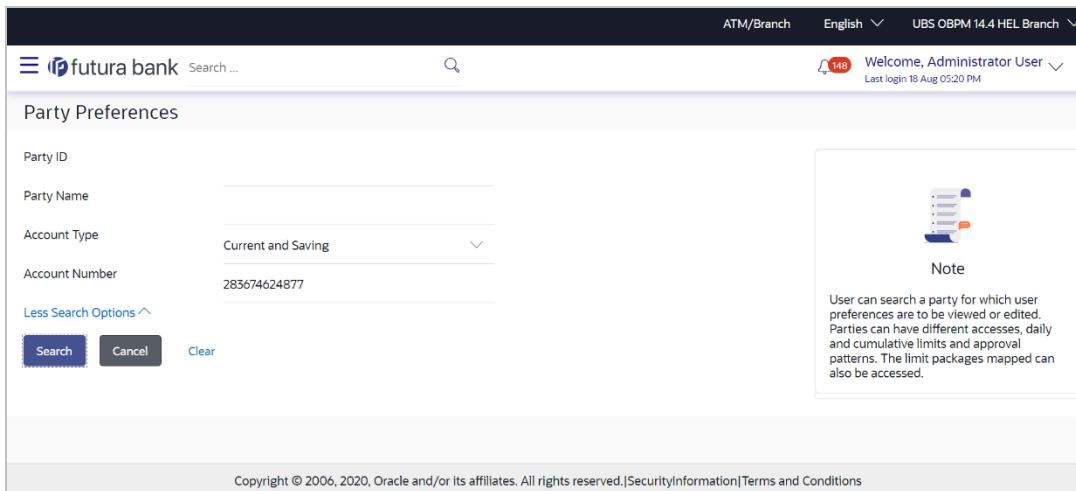 ATM/Branch English UBS OBPM 14.4 HEL Branch
futura bank Search ... 148 Welcome, Administrator User
Last login 18 Aug 05:20 PM
Party Preferences
Party ID
Party Name
Account Type Current and Saving
Account Number 283674624877
Less Search Options
Search Cancel Clear
Note
User can search a party for which user
preferences are to be viewed or edited.
Parties can have different accesses, daily
and cumulative limits and approval
patterns. The limit packages mapped can
also be accessed.
Copyright © 2006, 2020, Oracle and/or its affiliates. All rights reserved.|SecurityInformation|Terms and Conditions